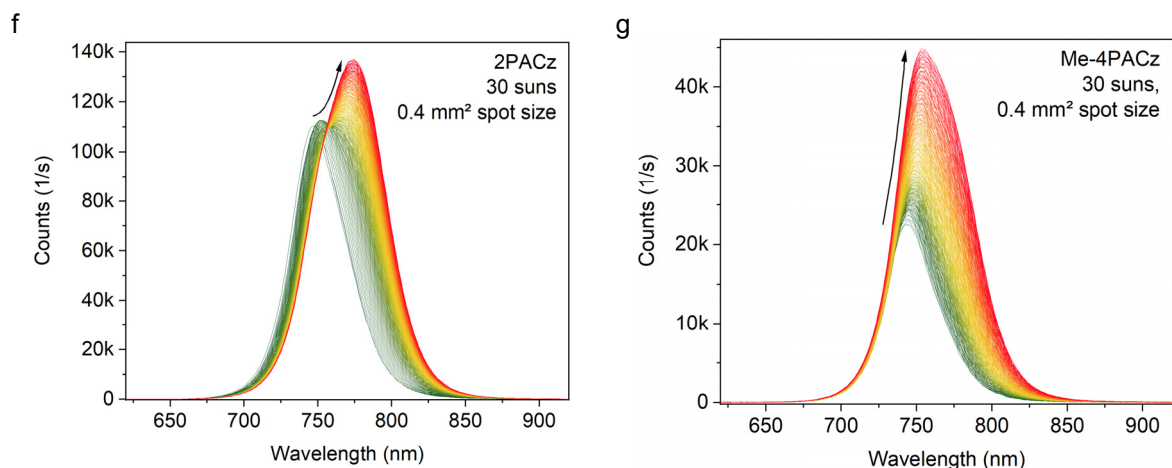 f
140k
120k
100k
80k
60k
40k
20k
0
Counts (1/s)
2PACz
30 suns
0.4 mm² spot size
650
700
750
800
850
900
Wavelength (nm)
g
40k
30k
20k
10k
0
Counts (1/s)
Me-4PACz
30 suns,
0.4 mm² spot size
650
700
750
800
850
900
Wavelength (nm)